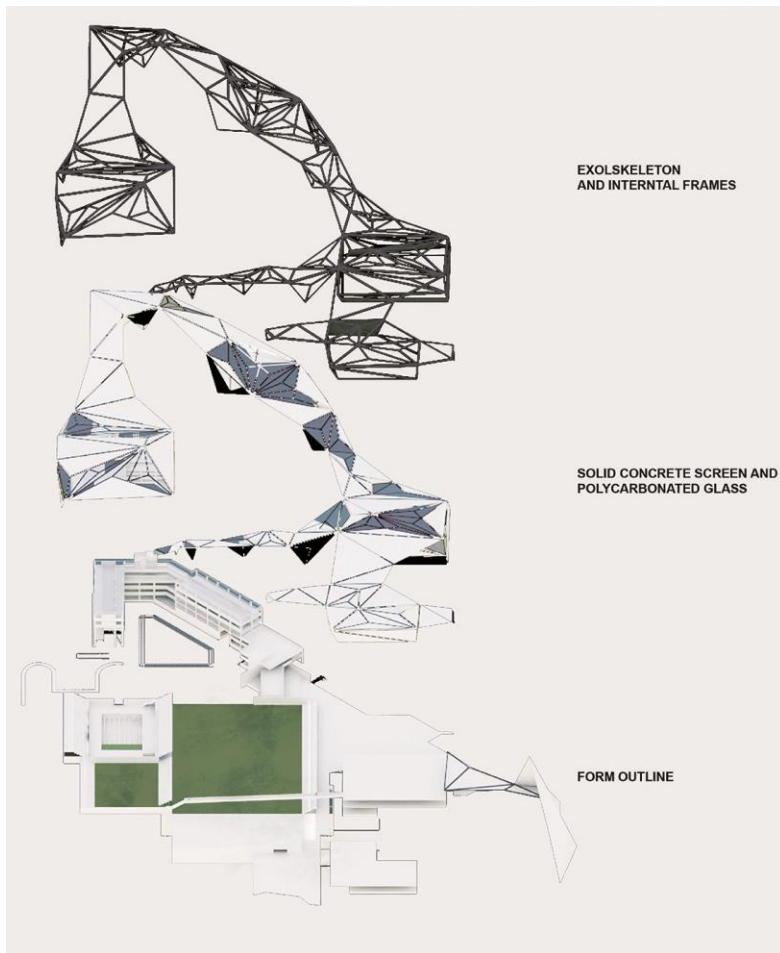 EXOLSKELETON
AND INTERNTAL FRAMES
SOLID CONCRETE SCREEN AND
POLYCARBONATED GLASS
FORM OUTLINE